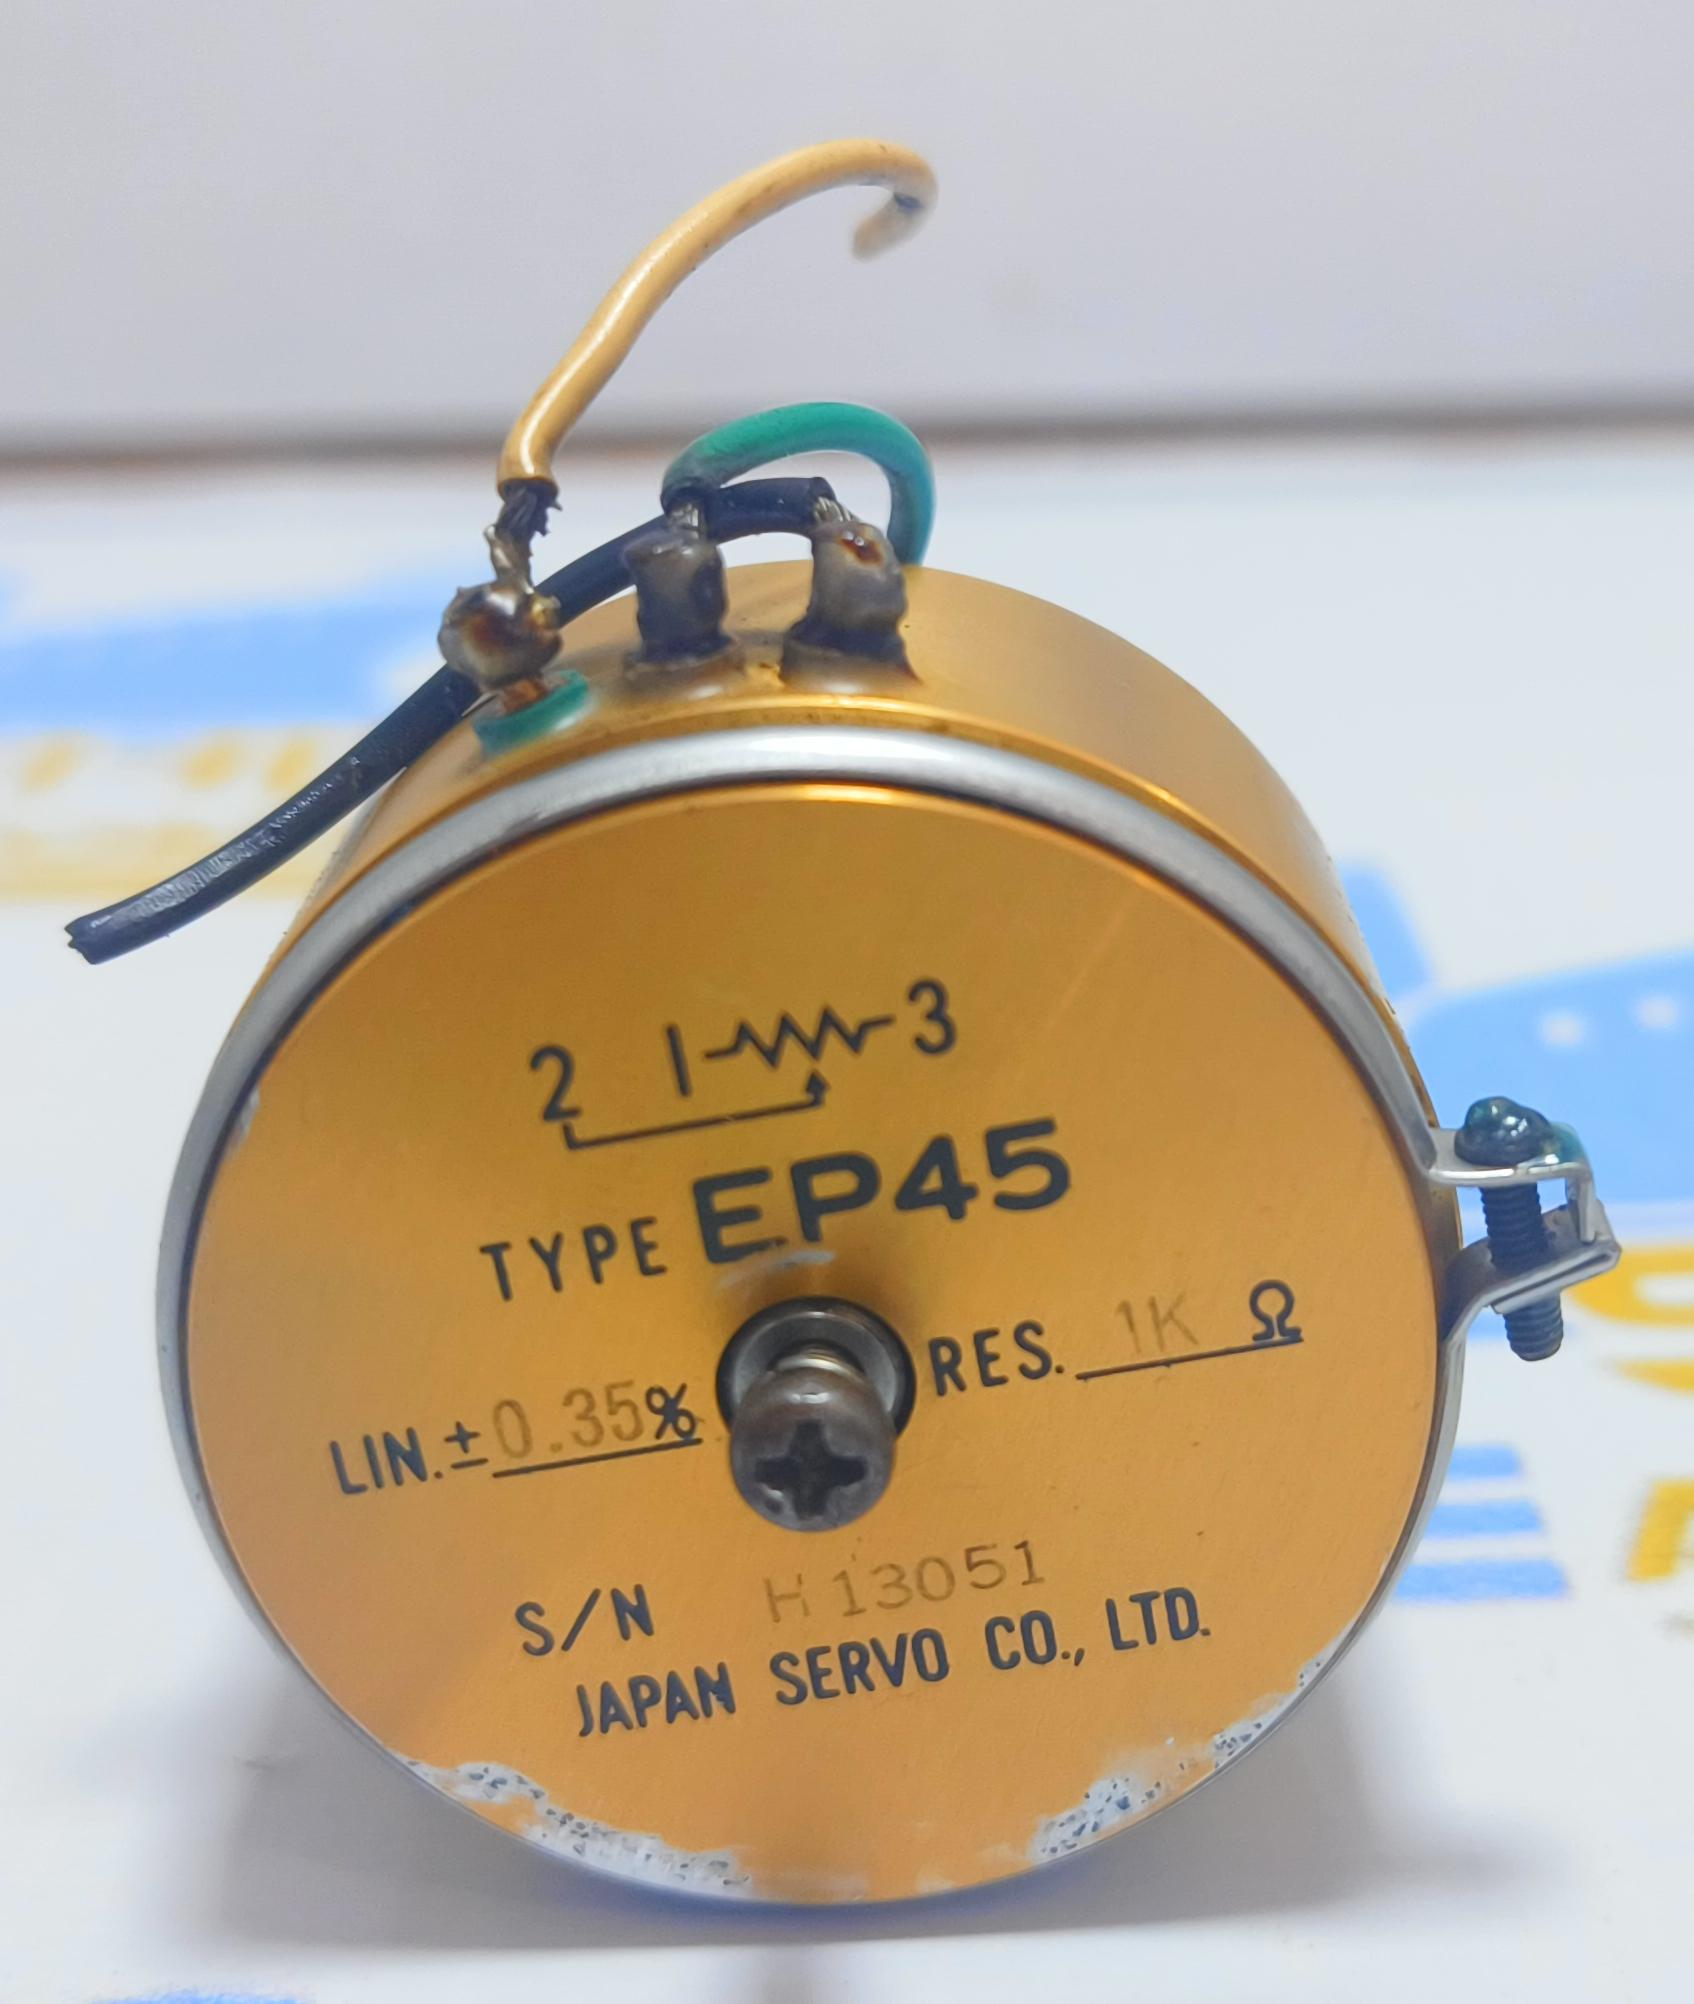 2 1 3
TYPE EP45
LIN. ± 0.35% RES. 1K Ω
S/N H13051
JAPAN SERVO CO., LTD.